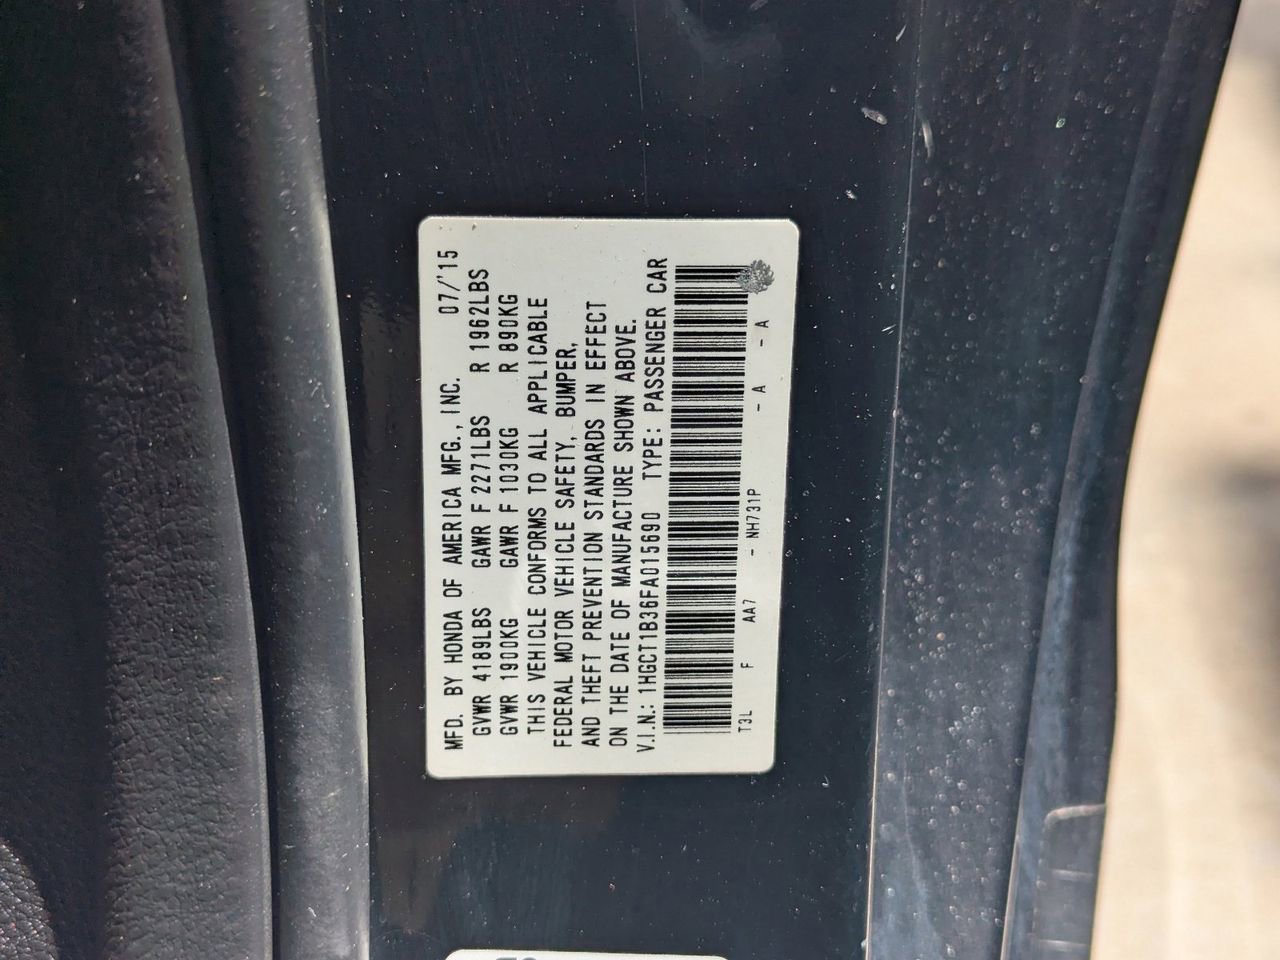 MFD. BY HONDA OF AMERICA MFG., INC. 07/'15
GVWR 4189LBS GAWR F 2271LBS R 1962LBS
GVWR 1900KG GAWR F 1030KG R 890KG
THIS VEHICLE CONFORMS TO ALL APPLICABLE
FEDERAL MOTOR VEHICLE SAFETY, BUMPER,
AND THEFT PREVENTION STANDARDS IN EFFECT
ON THE DATE OF MANUFACTURE SHOWN ABOVE.
V.I.N.: 1HGCT1B36FA015690 TYPE: PASSENGER CAR
T3L F AA7 - NH731P - A - A